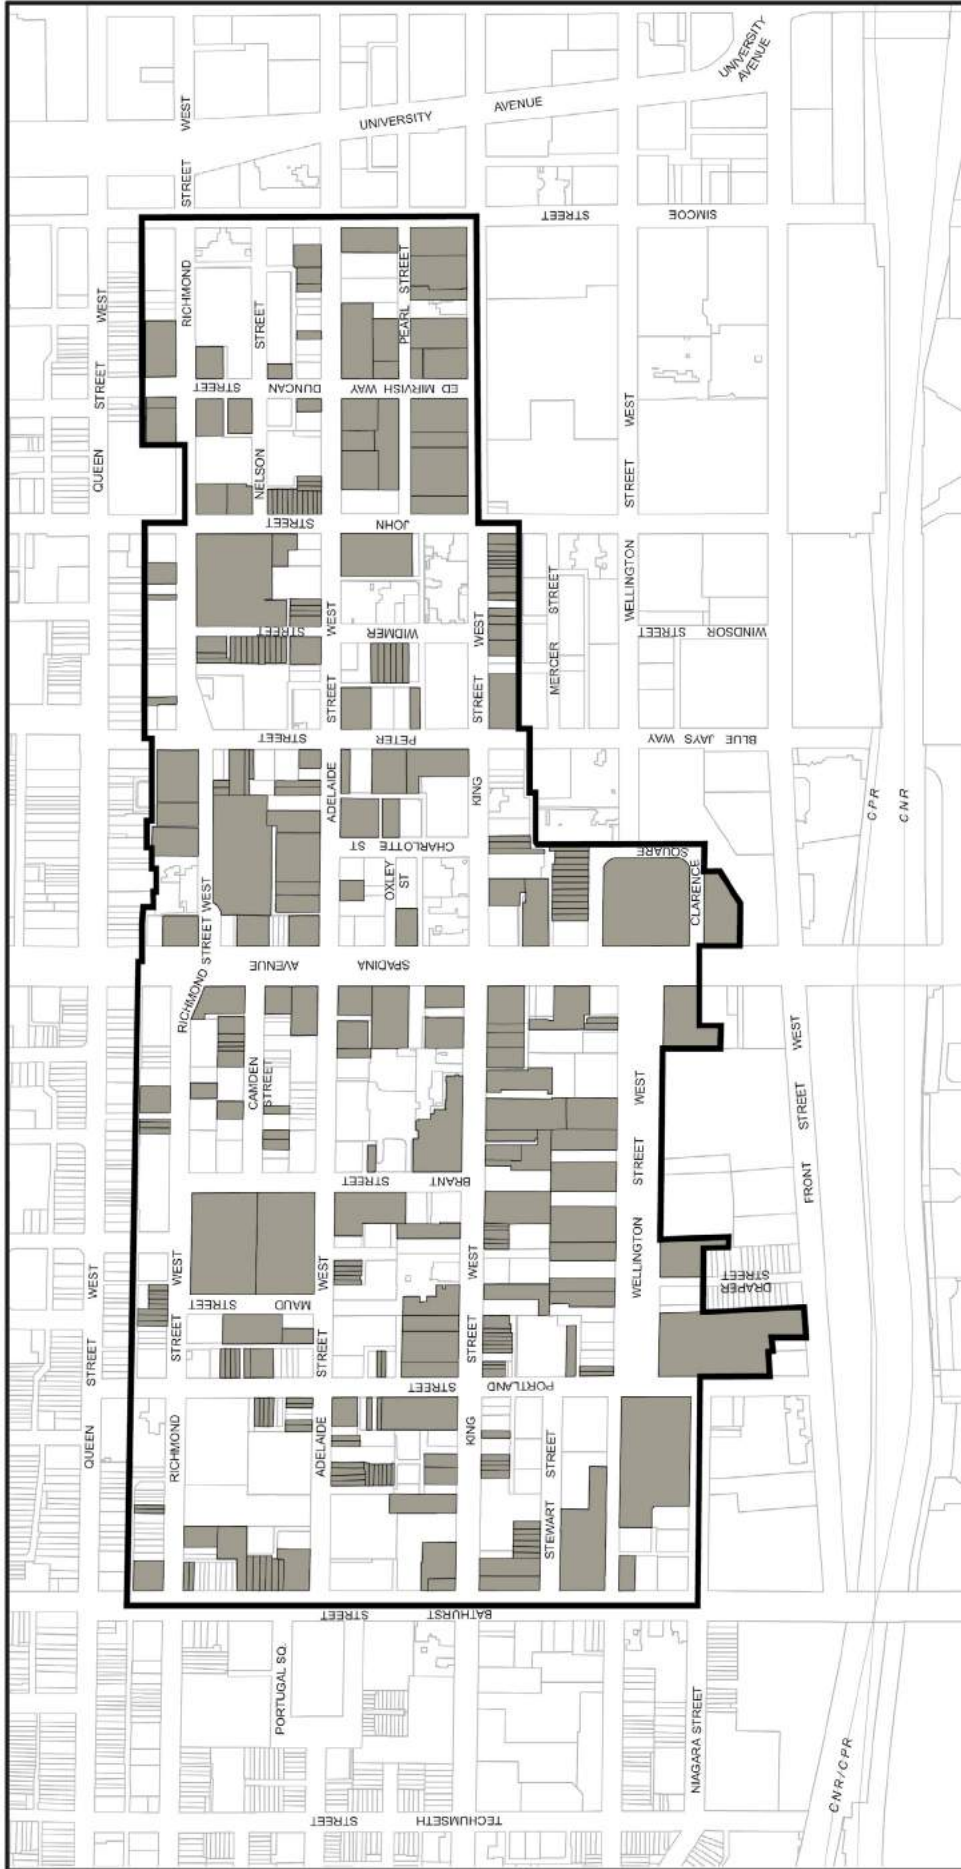 UNIVERSITY
AVENUE
UNIVERSITY AVENUE
STREET WEST
STREET
SIMCOE
QUEEN STREET WEST
RICHMOND
STREET
PEARL STREET
STREET
DUNCAN
ED MIRVISH WAY
NELSON
STREET
JOHN
STREET WEST
WELLINGTON
MERCER STREET
STREET
WIDMER
STREET WEST
STREET WEST
STREET
WINDSOR
STREET
PETER
BLUE JAYS WAY
ADELAIDE
KING
CHARLOTTE ST
OXLEY
ST
SQUARE
CLARENCE
CPR
CNR
RICHMOND STREET WEST
AVENUE
SPADINA
CAMDEN
STREET
STREET
BRANT
WELLINGTON STREET WEST
FRONT STREET WEST
DRAPER
STREET
STREET
MAUD
QUEEN STREET WEST
RICHMOND STREET WEST
ADELAIDE STREET WEST
KING STREET WEST
STREET
PORTLAND
STEWART STREET
STREET
BATHURST
PORTUGAL SQ.
NIAGARA STREET
CNR/CPR
STREET
TECHUMSETH